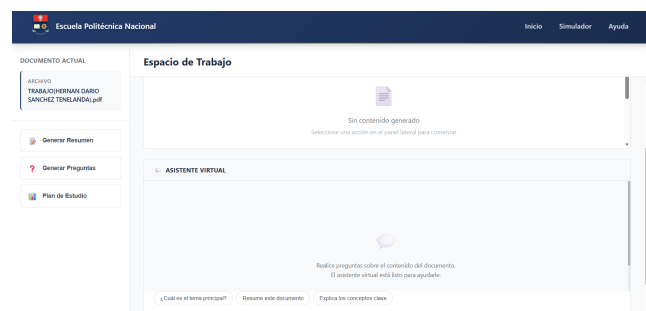 Escuela Politécnica Nacional
Inicio Simulador Ayuda
DOCUMENTO ACTUAL
ARCHIVO
TRABAJO(HERNAN DARIO
SANCHEZ TENELANDA).pdf
Generar Resumen
Generar Preguntas
Plan de Estudio
Espacio de Trabajo
Sin contenido generado
Seleccione una acción en el panel lateral para comenzar
ASISTENTE VIRTUAL
Realice preguntas sobre el contenido del documento.
El asistente virtual está listo para ayudarle.
¿Cuál es el tema principal? Resume este documento Explica los conceptos clave